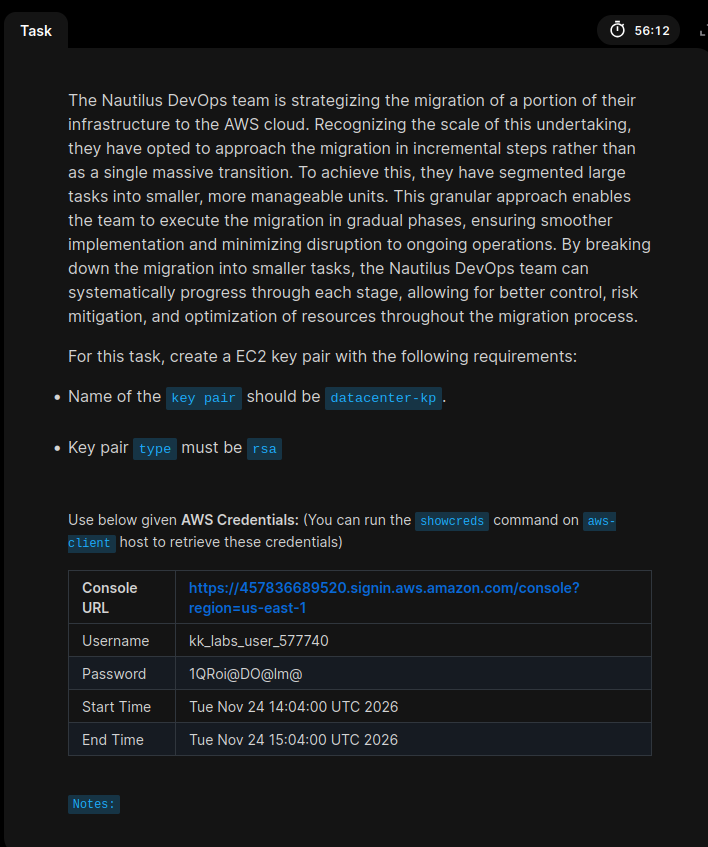 Task
56:12
The Nautilus DevOps team is strategizing the migration of a portion of their
infrastructure to the AWS cloud. Recognizing the scale of this undertaking,
they have opted to approach the migration in incremental steps rather than
as a single massive transition. To achieve this, they have segmented large
tasks into smaller, more manageable units. This granular approach enables
the team to execute the migration in gradual phases, ensuring smoother
implementation and minimizing disruption to ongoing operations. By breaking
down the migration into smaller tasks, the Nautilus DevOps team can
systematically progress through each stage, allowing for better control, risk
mitigation, and optimization of resources throughout the migration process.
For this task, create a EC2 key pair with the following requirements:
• Name of the key pair should be datacenter-kp.
• Key pair type must be rsa
Use below given AWS Credentials: (You can run the showcreds command on aws-
client host to retrieve these credentials)
Console URL https://457836689520.signin.aws.amazon.com/console?
region=us-east-1
Username kk_labs_user_577740
Password 1QRoi@DO@lm@
Start Time Tue Nov 24 14:04:00 UTC 2026
End Time Tue Nov 24 15:04:00 UTC 2026
Notes: